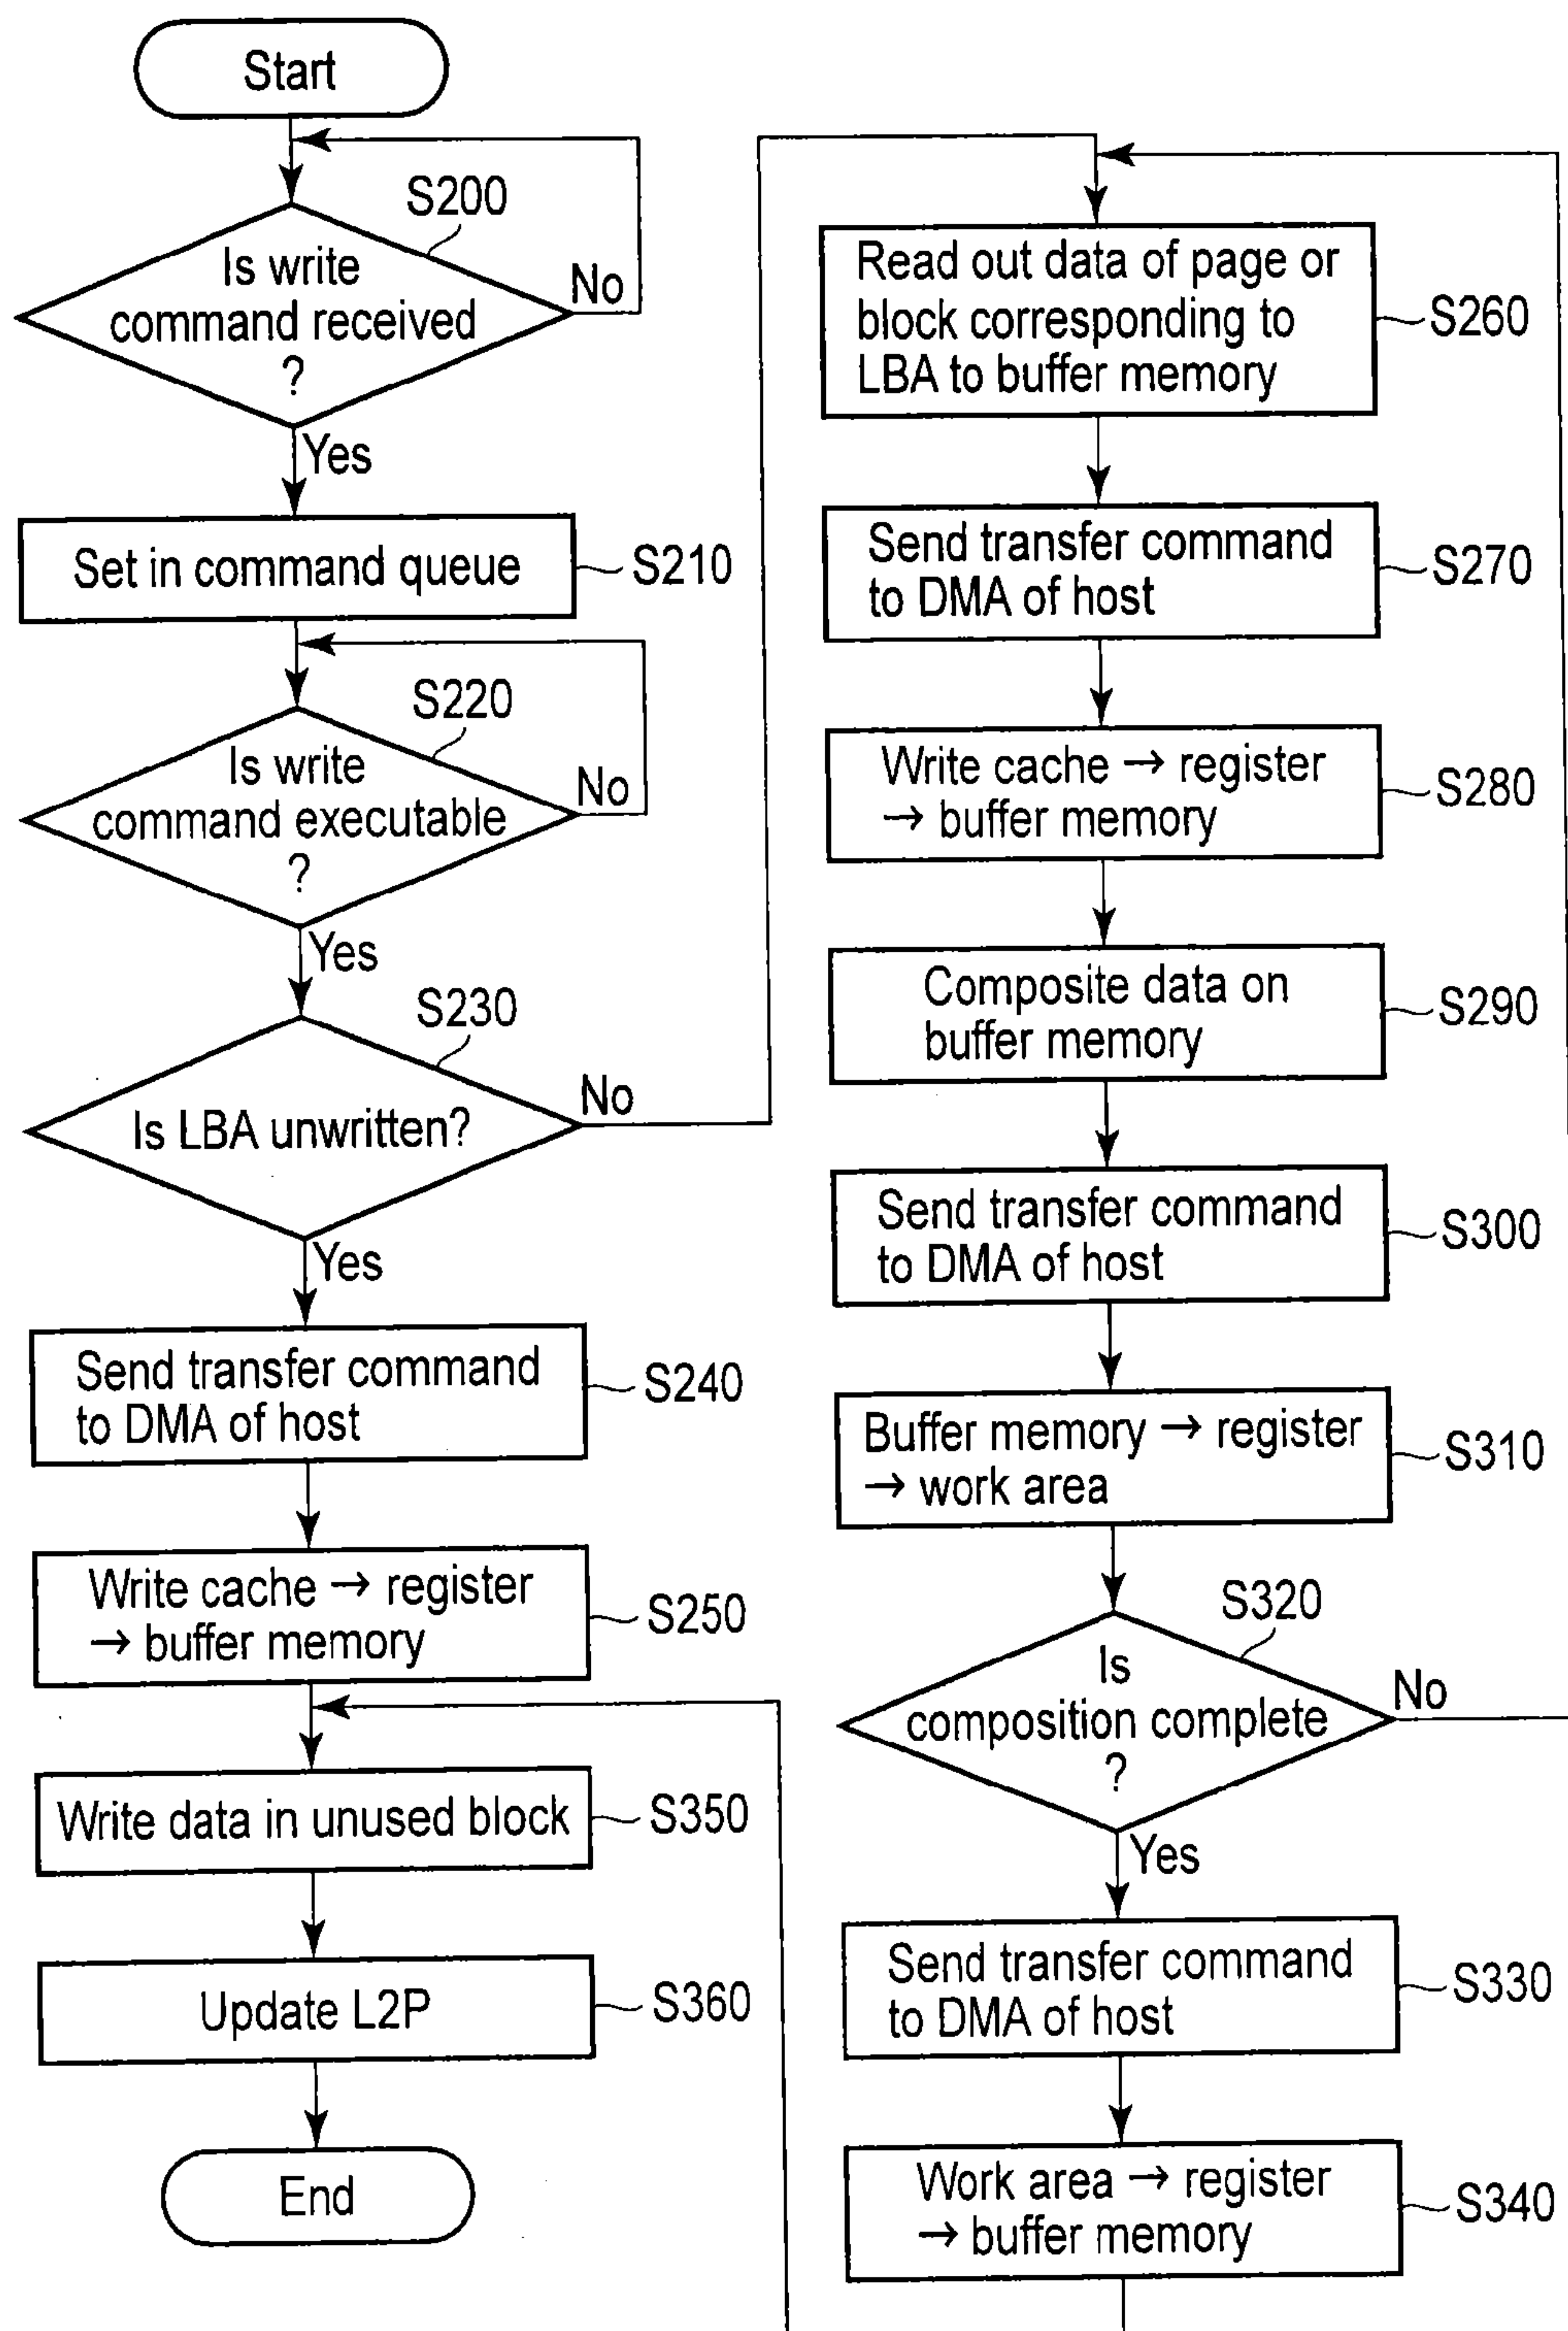 Start
S200
Is write
command received
?
No
Yes
Set in command queue
S210
S220
Is write
command executable
?
No
Yes
S230
Is LBA unwritten?
No
Yes
Send transfer command
to DMA of host
S240
Write cache → register
→ buffer memory
S250
Write data in unused block
S350
Update L2P
S360
End
Read out data of page or
block corresponding to
LBA to buffer memory
S260
Send transfer command
to DMA of host
S270
Write cache → register
→ buffer memory
S280
Composite data on
buffer memory
S290
Send transfer command
to DMA of host
S300
Buffer memory → register
→ work area
S310
S320
Is
composition complete
?
No
Yes
Send transfer command
to DMA of host
S330
Work area → register
→ buffer memory
S340